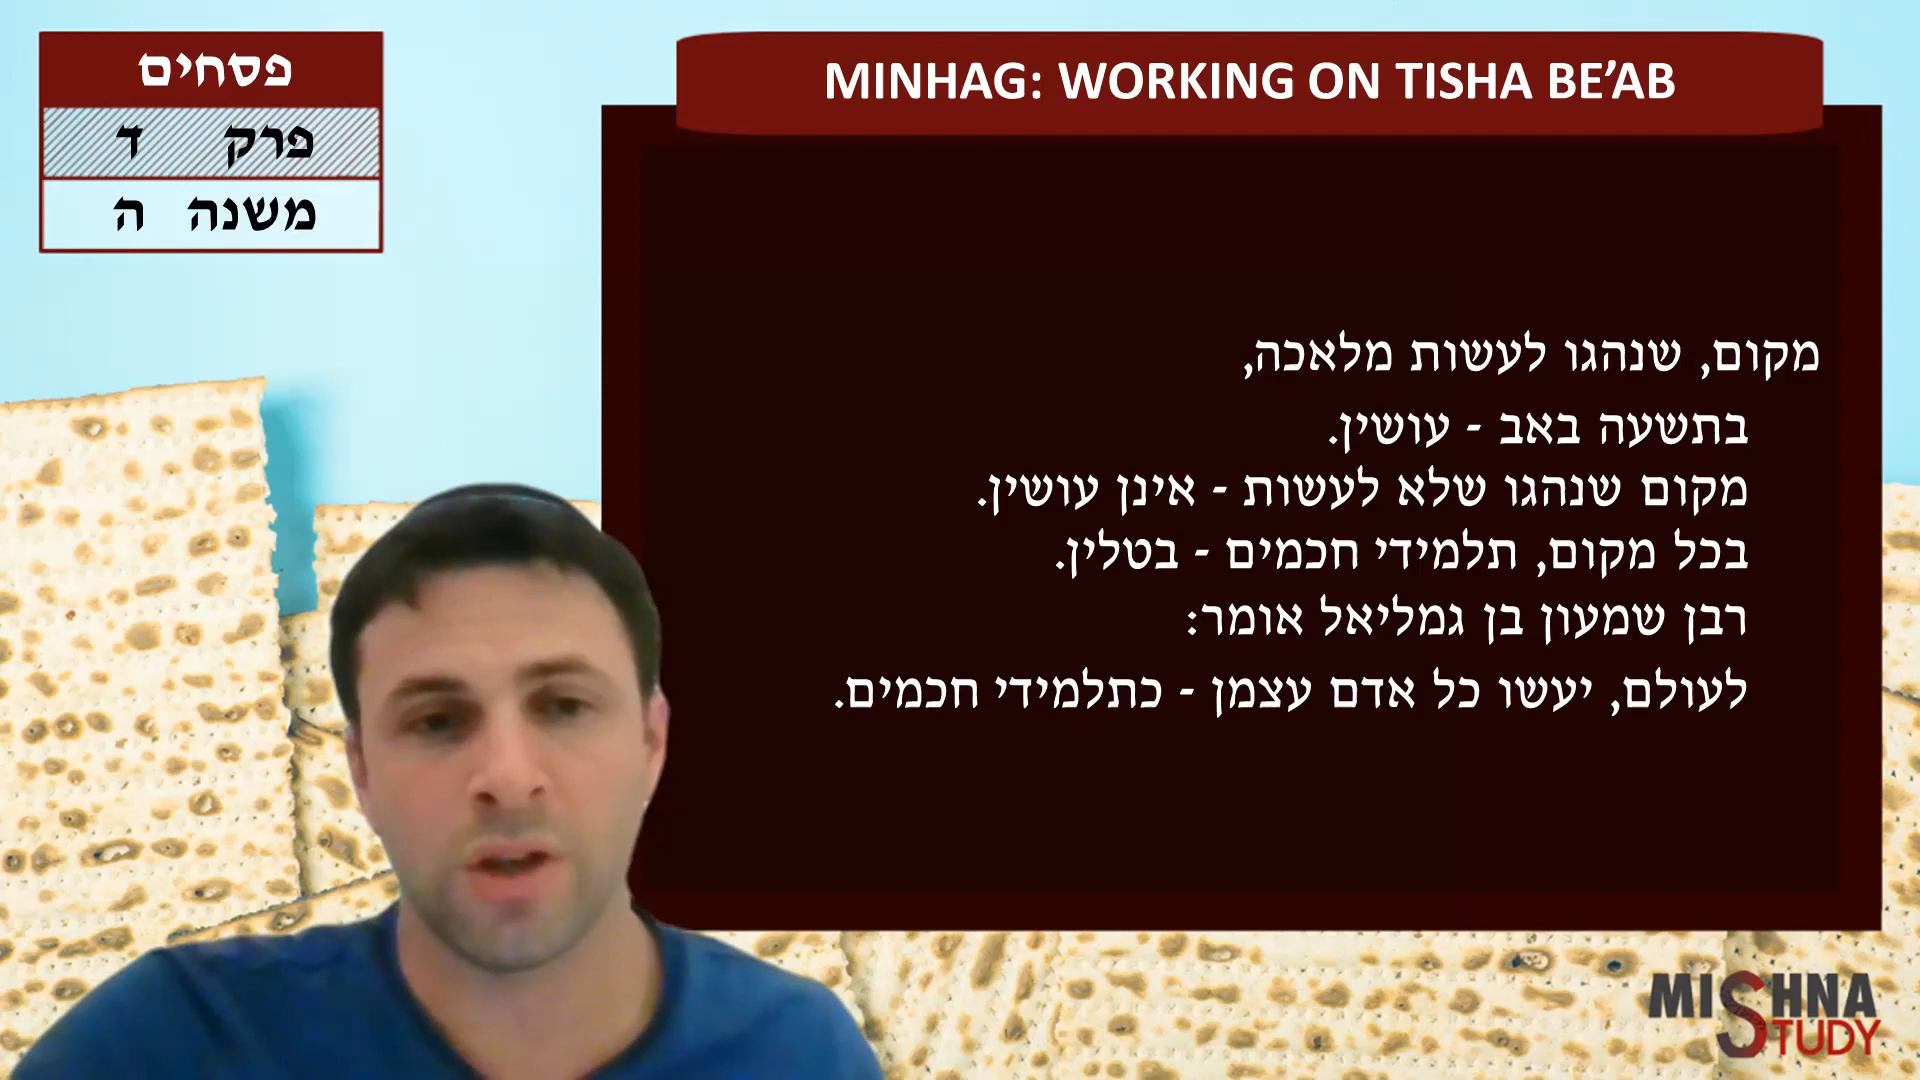 פסחים
פרק ד
משנה ה
MINHAG: WORKING ON TISHA BE’AB
מקום, שנהגו לעשות מלאכה,
בתשעה באב - עושין.
מקום שנהגו שלא לעשות - אינן עושין.
בכל מקום, תלמידי חכמים - בטלין.
רבן שמעון בן גמליאל אומר:
לעולם, יעשו כל אדם עצמן - כתלמידי חכמים.
MISHNA
STUDY